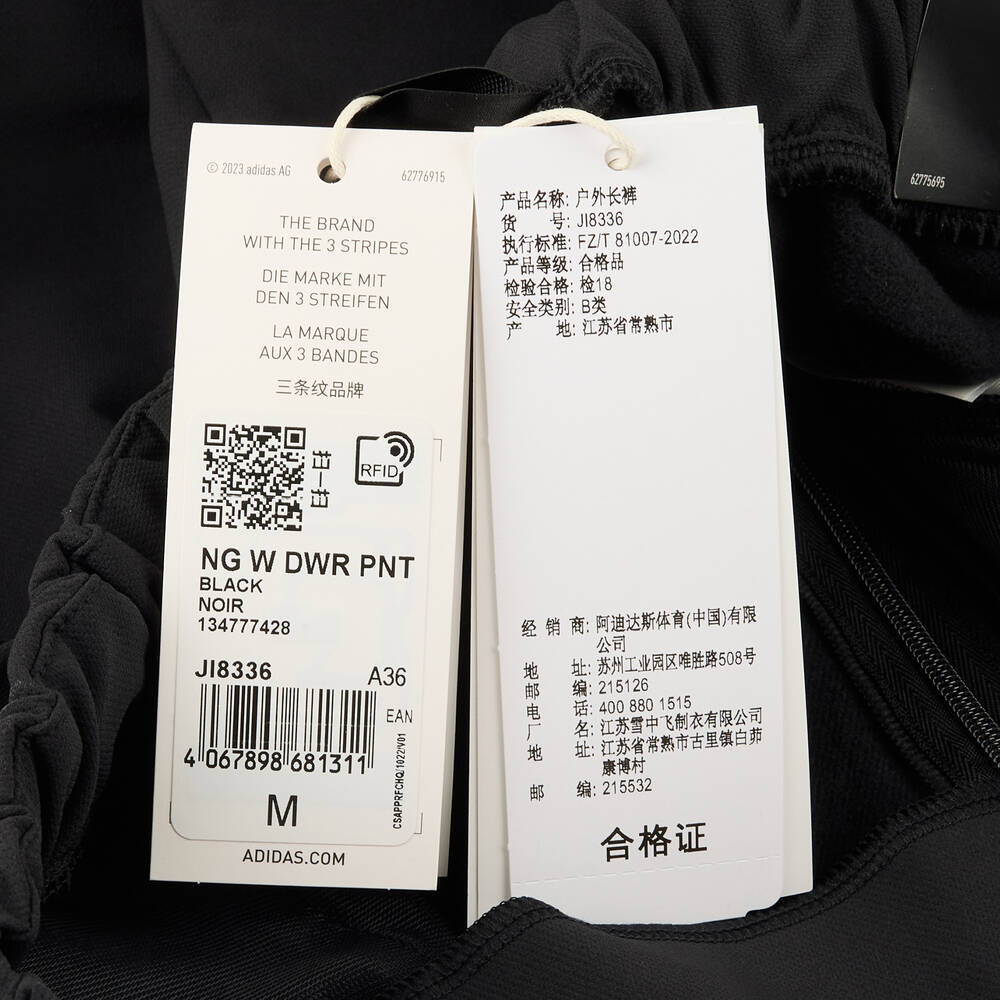 © 2023 adidas AG
62776915
THE BRAND
WITH THE 3 STRIPES
DIE MARKE MIT
DEN 3 STREIFEN
LA MARQUE
AUX 3 BANDES
三条纹品牌
扫一扫
RFID
NG W DWR PNT
BLACK
NOIR
134777428
JI8336 A36
EAN
4 067898 681311
CSAPPRFCHQ/1022/V01
M
ADIDAS.COM
产品名称: 户外长裤
货 号: JI8336
执行标准: FZ/T 81007-2022
产品等级: 合格品
检验合格: 检18
安全类别: B类
产 地: 江苏省常熟市
经 销 商: 阿迪达斯体育(中国)有限
公司
地 址: 苏州工业园区唯胜路508号
邮 编: 215126
电 话: 400 880 1515
厂 名: 江苏雪中飞制衣有限公司
地 址: 江苏省常熟市古里镇白茆
康博村
邮 编: 215532
合格证
62775695